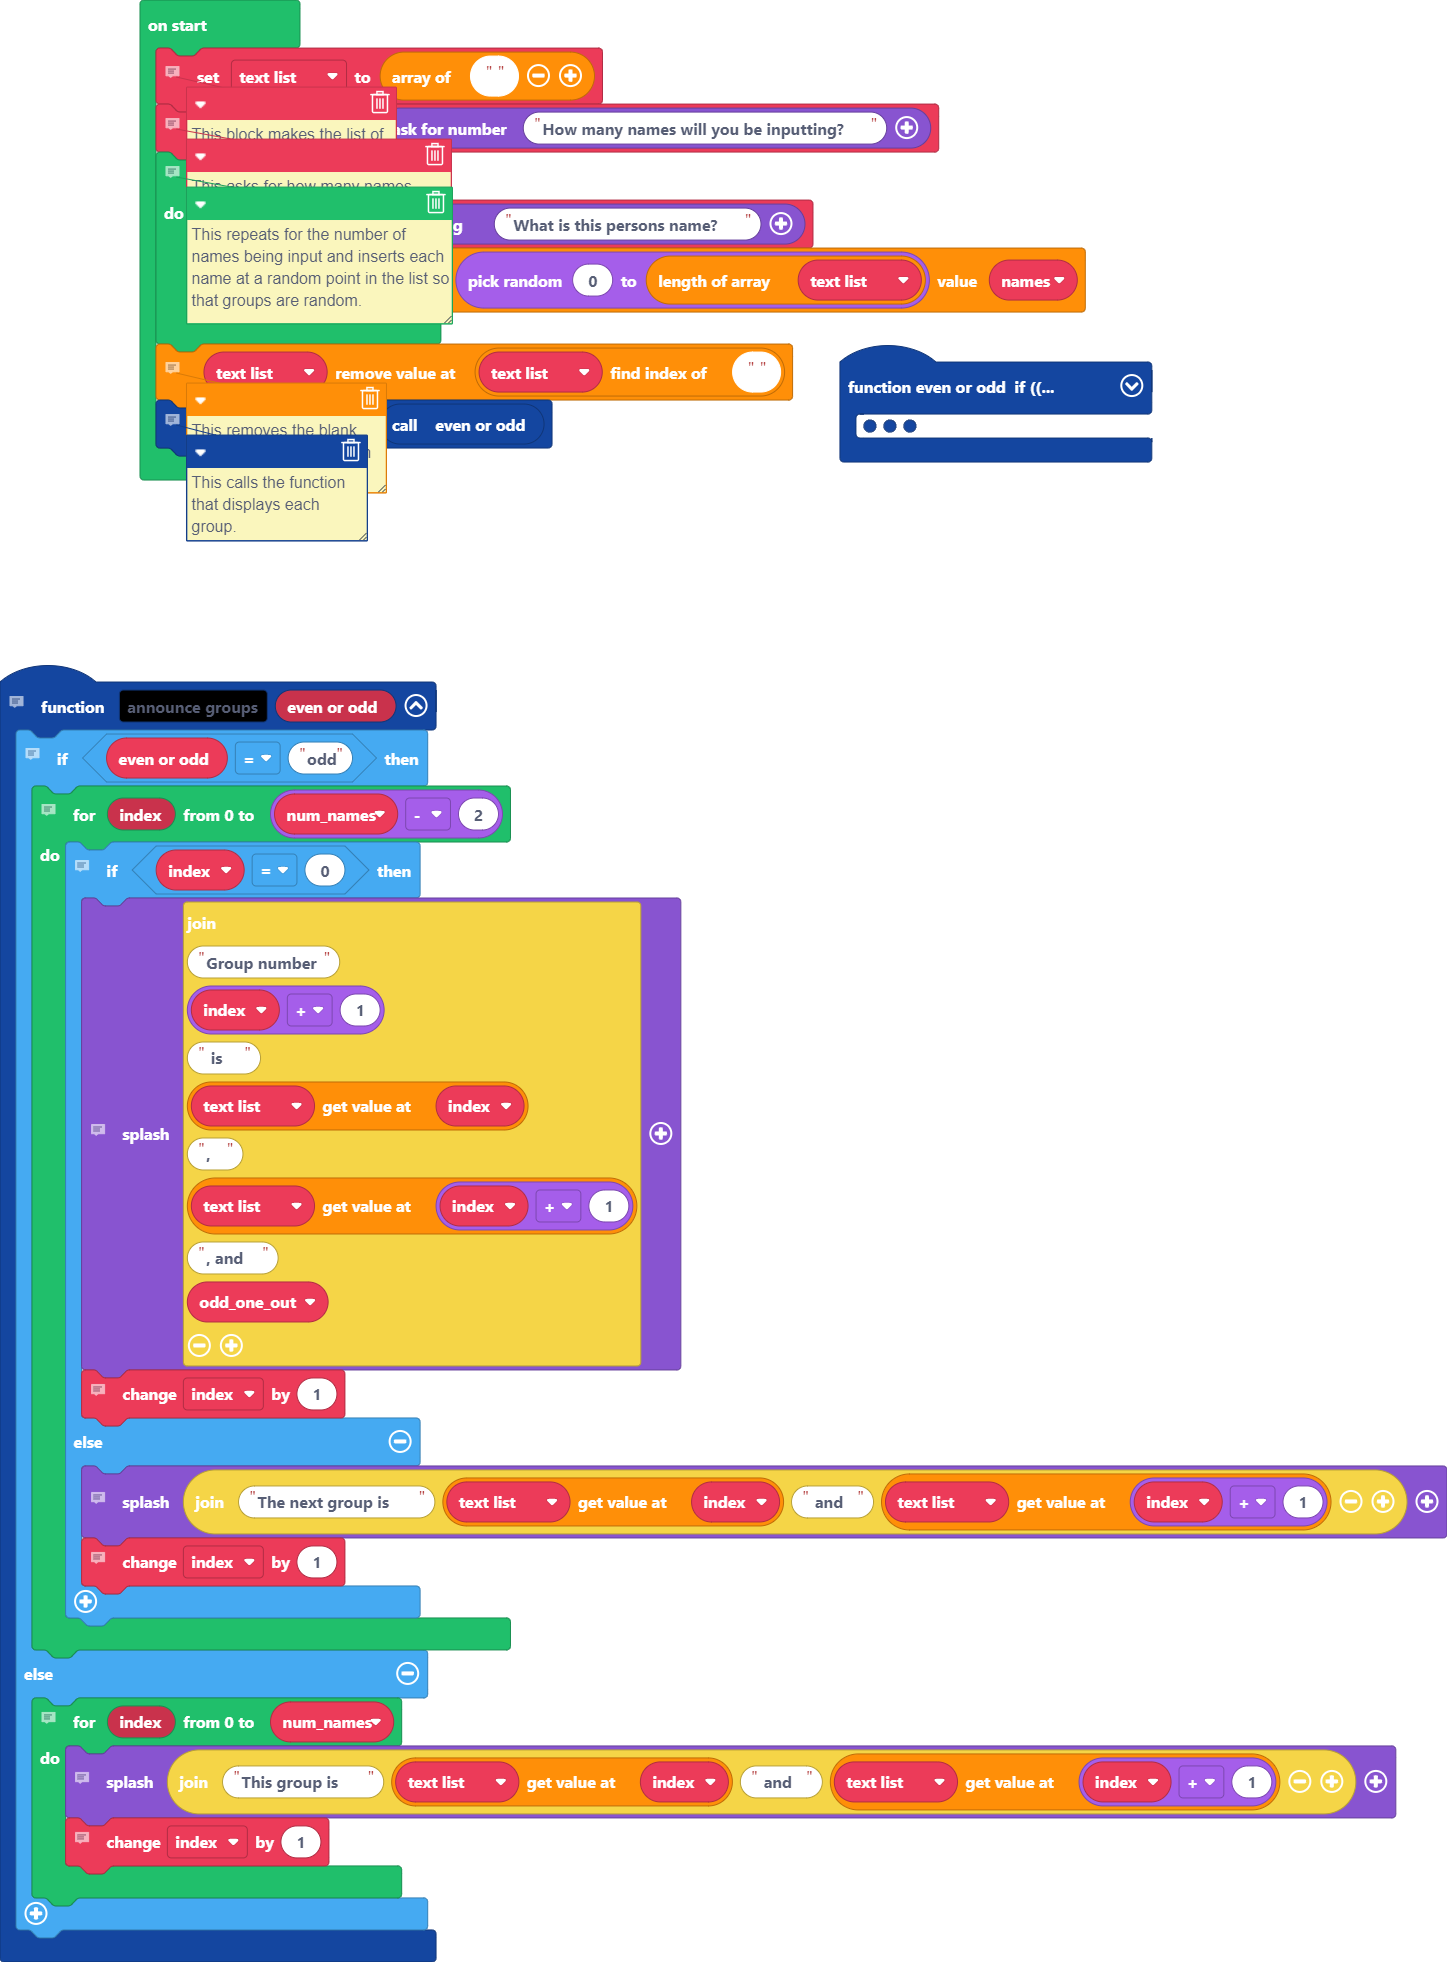 on start
set text list to array of " "
This block makes the list of
ask for number "How many names will you be inputting?"
This asks for how many names
do
"What is this persons name?"
This repeats for the number of
names being input and inserts each
name at a random point in the list so
that groups are random.
pick random 0 to length of array text list value names
text list remove value at text list find index of " "
This removes the blank
call even or odd
This calls the function
that displays each
group.
function even or odd if ((...
function announce groups even or odd
if even or odd = "odd" then
for index from 0 to num_names - 2
do
if index = 0 then
splash
join
"Group number "
index + 1
" is "
text list get value at index
", "
text list get value at index + 1
", and "
odd_one_out
change index by 1
else
splash join "The next group is " text list get value at index " and " text list get value at index + 1
change index by 1
else
for index from 0 to num_names
do
splash join "This group is " text list get value at index " and " text list get value at index + 1
change index by 1